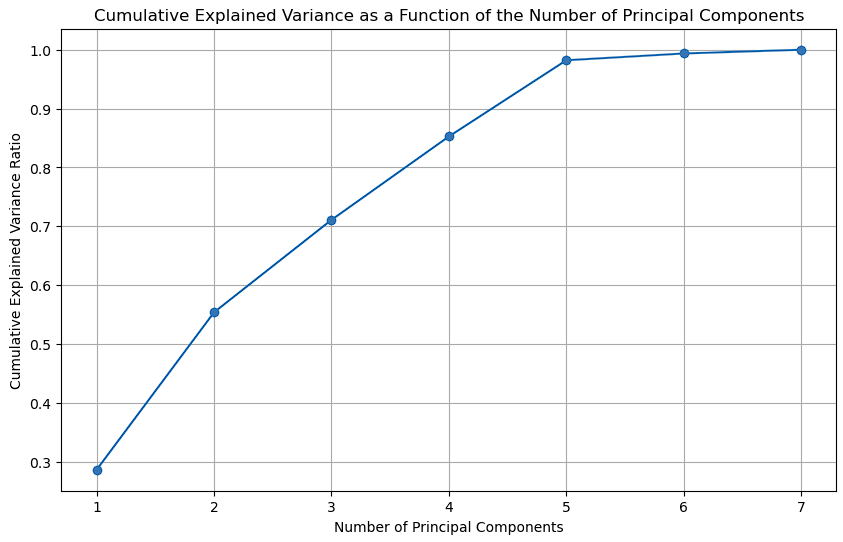 Cumulative Explained Variance as a Function of the Number of Principal Components
Cumulative Explained Variance Ratio
1.0
0.9
0.8
0.7
0.6
0.5
0.4
0.3
1 2 3 4 5 6 7
Number of Principal Components